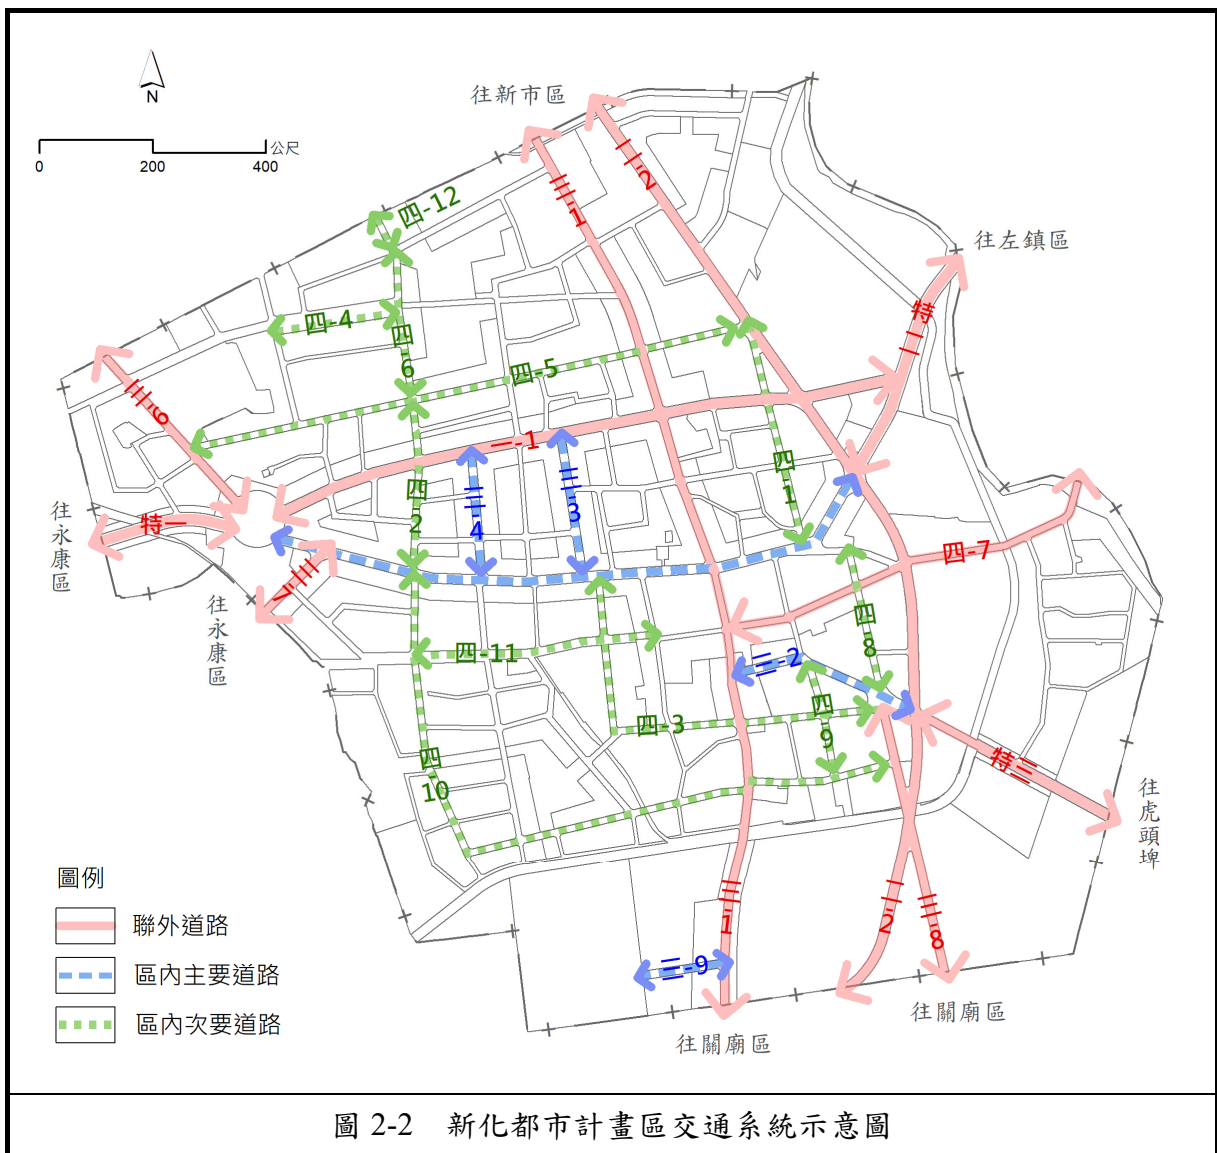 往新市區
N
公尺
0
200
400
四-12
三-1
二-2
往左鎮區
特二
四-4
四-6
四-5
三-6
一-1
四-1
三-4
三-3
四-2
往永康區
特一
四-7
三-7
往永康區
四-8
四-11
三-2
四-9
四-3
特三
四-10
往虎頭埤
圖例
聯外道路
區內主要道路
區內次要道路
三-1
二-2
三-8
三-9
往關廟區
往關廟區
圖 2-2 新化都市計畫區交通系統示意圖